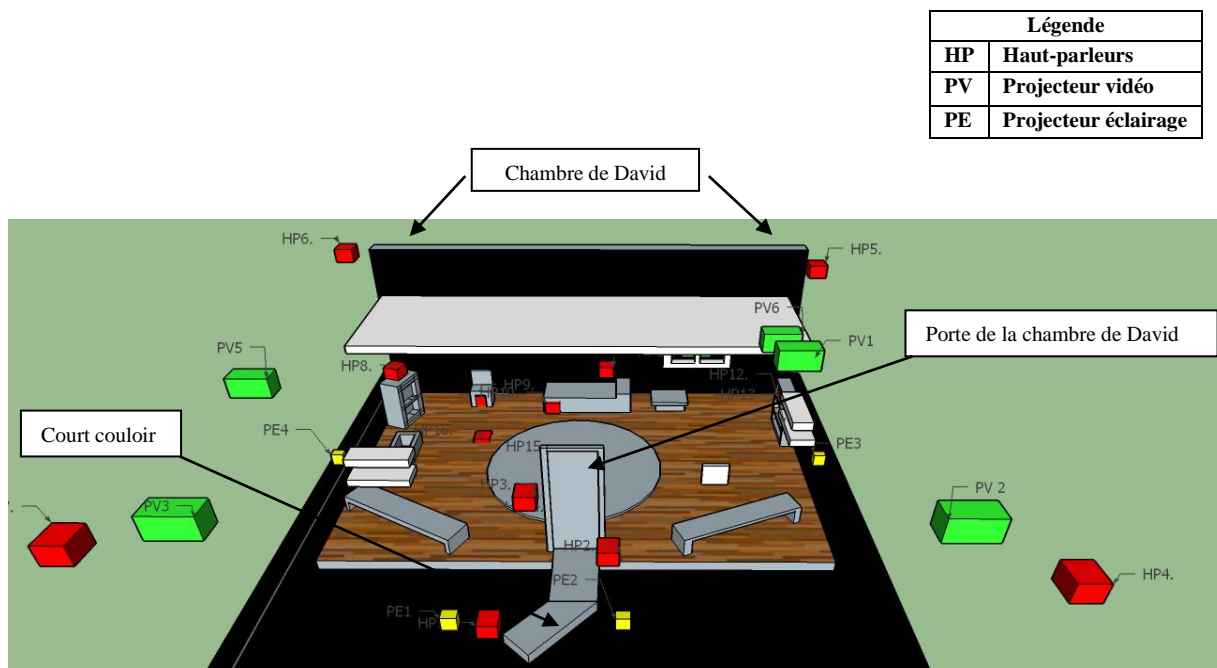 Légende
HP Haut-parleurs
PV Projecteur vidéo
PE Projecteur éclairage
Chambre de David
HP6.
HP5.
PV6
Porte de la chambre de David
PV1
PV5
HP8.
HP9.
HP12.
Court couloir
PE4
HP15.
PE3
HP3.
PV3
PV 2
HP2.
HP4.
PE2
PE1
HP